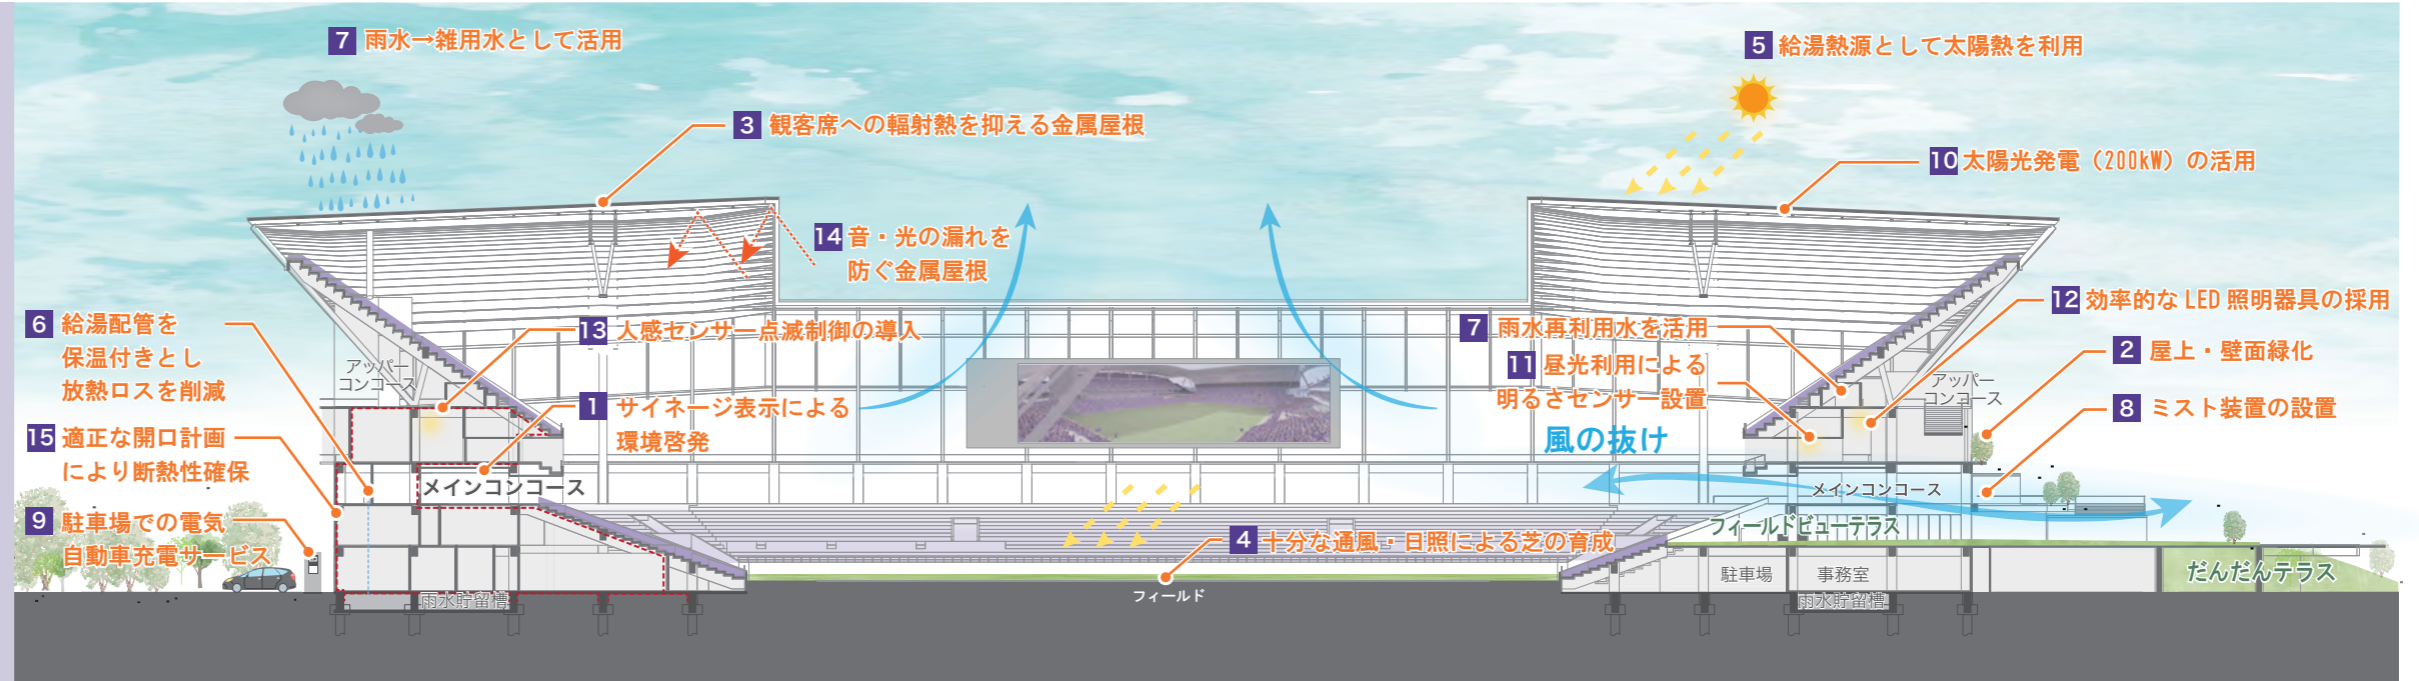 7 雨水→雑用水として活用
5 給湯熱源として太陽熱を利用
3 観客席への輻射熱を抑える金属屋根
10 太陽光発電（200kW）の活用
14 音・光の漏れを
防ぐ金属屋根
6 給湯配管を
保温付きとし
放熱ロスを削減
13 人感センサー点滅制御の導入
7 雨水再利用水を活用
12 効率的な LED 照明器具の採用
2 屋上・壁面緑化
11 昼光利用による
明るさセンサー設置
アッパー
コンコース
アッパー
コンコース
1 サイネージ表示による
環境啓発
8 ミスト装置の設置
15 適正な開口計画
により断熱性確保
風の抜け
メインコンコース
メインコンコース
9 駐車場での電気
自動車充電サービス
フィールドビューテラス
4 十分な通風・日照による芝の育成
駐車場
事務室
だんだんテラス
フィールド
雨水貯留槽
雨水貯留槽